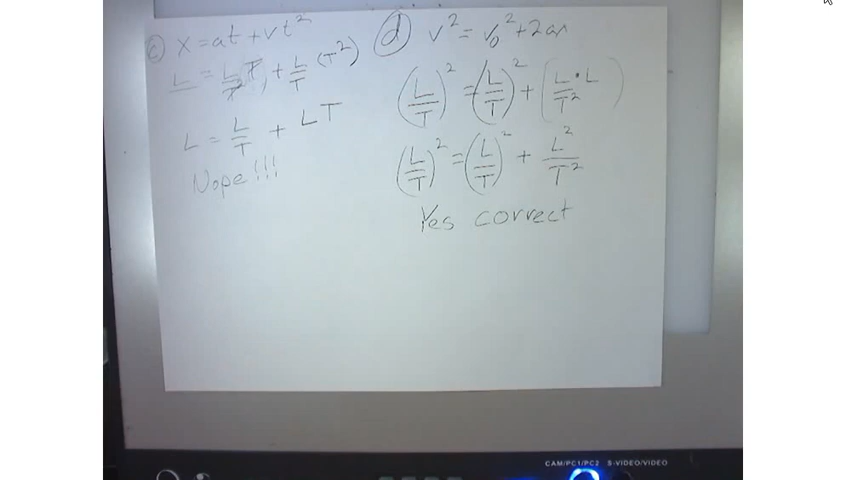 c) x = at + vt²
L = L/T² T + L/T (T²)
L = L/T + LT
Nope!!!
d) v² = v₀² + 2ax
(L/T)² = (L/T)² + (L/T² · L)
(L/T)² = (L/T)² + L²/T²
Yes correct
CAM/PC1/PC2 S-VIDEO/VIDEO